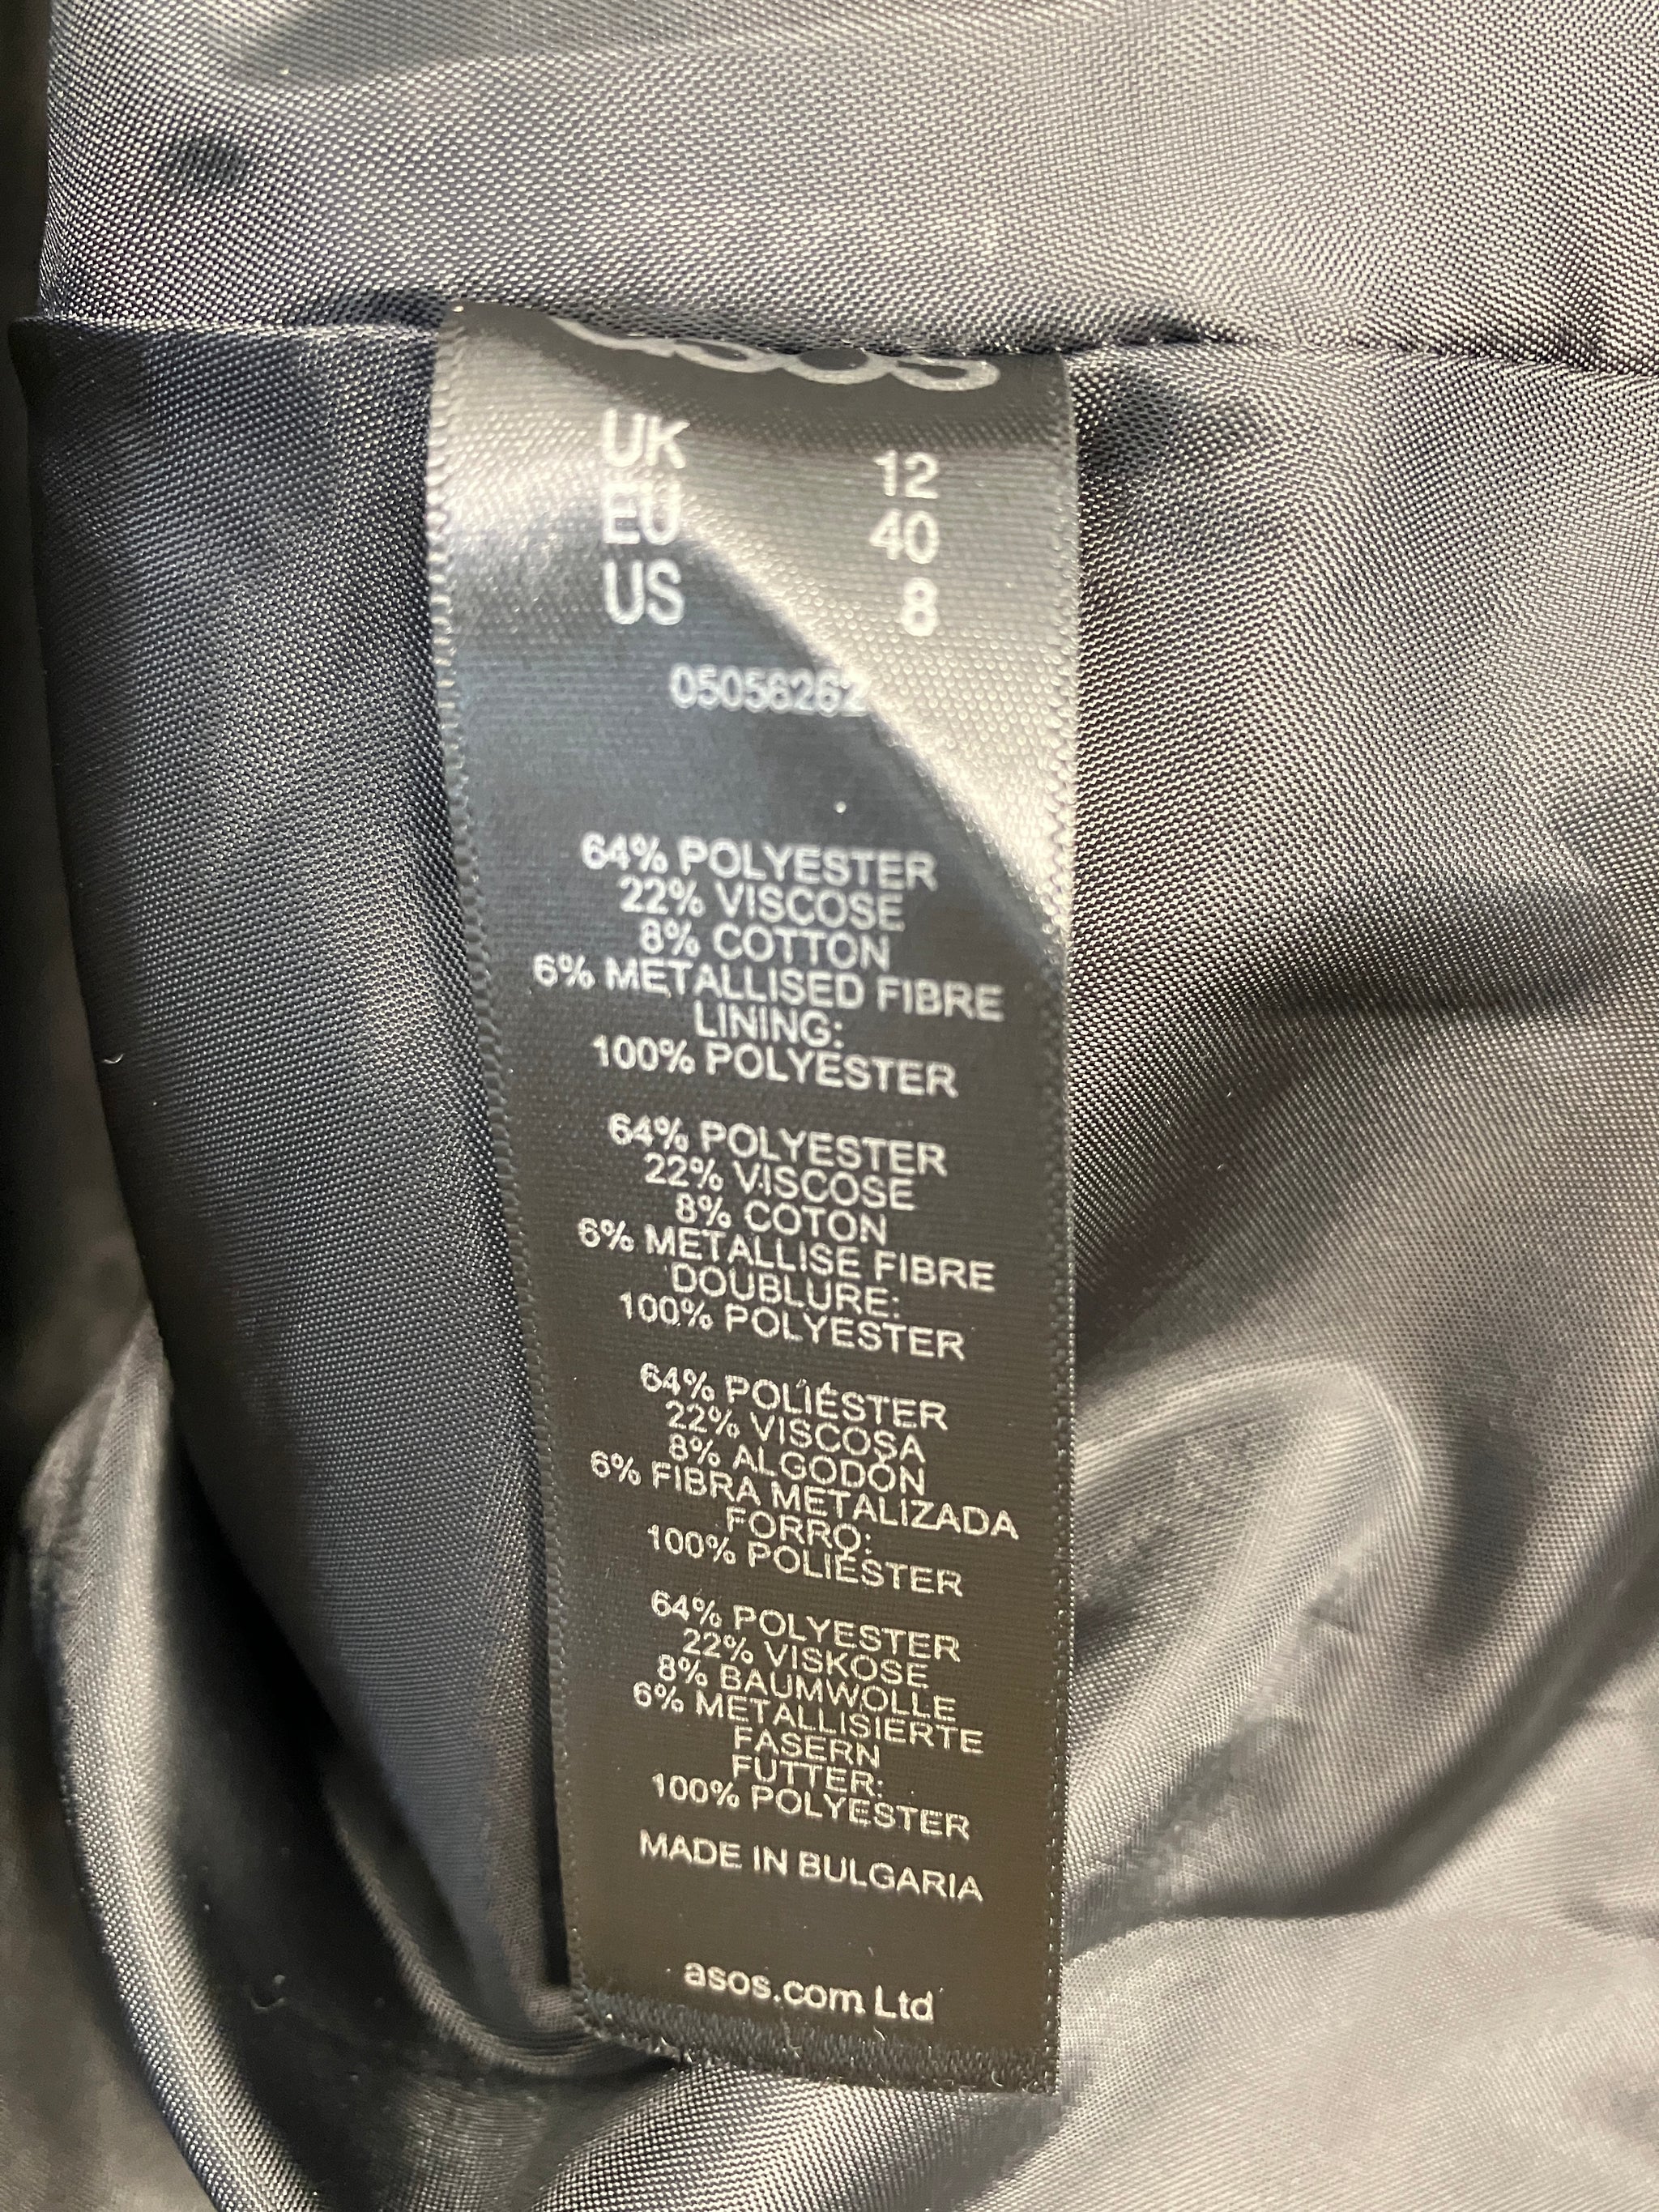 asos
UK 12
EU 40
US 8
05058262
64% POLYESTER
22% VISCOSE
8% COTTON
6% METALLISED FIBRE
LINING:
100% POLYESTER
64% POLYESTER
22% VISCOSE
8% COTON
6% METALLISE FIBRE
DOUBLURE:
100% POLYESTER
64% POLIÉSTER
22% VISCOSA
8% ALGODÓN
6% FIBRA METALIZADA
FORRO:
100% POLIÉSTER
64% POLYESTER
22% VISKOSE
8% BAUMWOLLE
6% METALLISIERTE
FASERN
FUTTER:
100% POLYESTER
MADE IN BULGARIA
asos.com Ltd